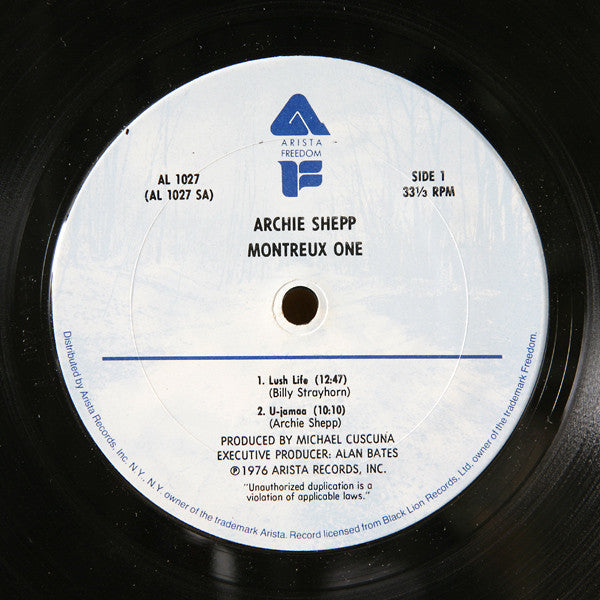 ARISTA
FREEDOM
F
AL 1027
(AL 1027 SA)
SIDE 1
33⅓ RPM
ARCHIE SHEPP
MONTREUX ONE
1. Lush Life (12:47)
(Billy Strayhorn)
2. U-jamaa (10:10)
(Archie Shepp)
PRODUCED BY MICHAEL CUSCUNA
EXECUTIVE PRODUCER: ALAN BATES
℗1976 ARISTA RECORDS, INC.
"Unauthorized duplication is a
violation of applicable laws."
Distributed by Arista Records, Inc. N.Y. - N.Y. owner of the trademark Arista. Record licensed from Black Lion Records, Ltd. owner of the trademark Freedom.